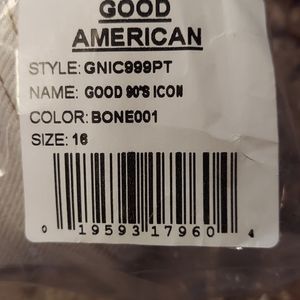 GOOD
AMERICAN
STYLE: GNIC999PT
NAME: GOOD 90'S ICON
COLOR: BONE001
SIZE: 16
0 19593 17960 4